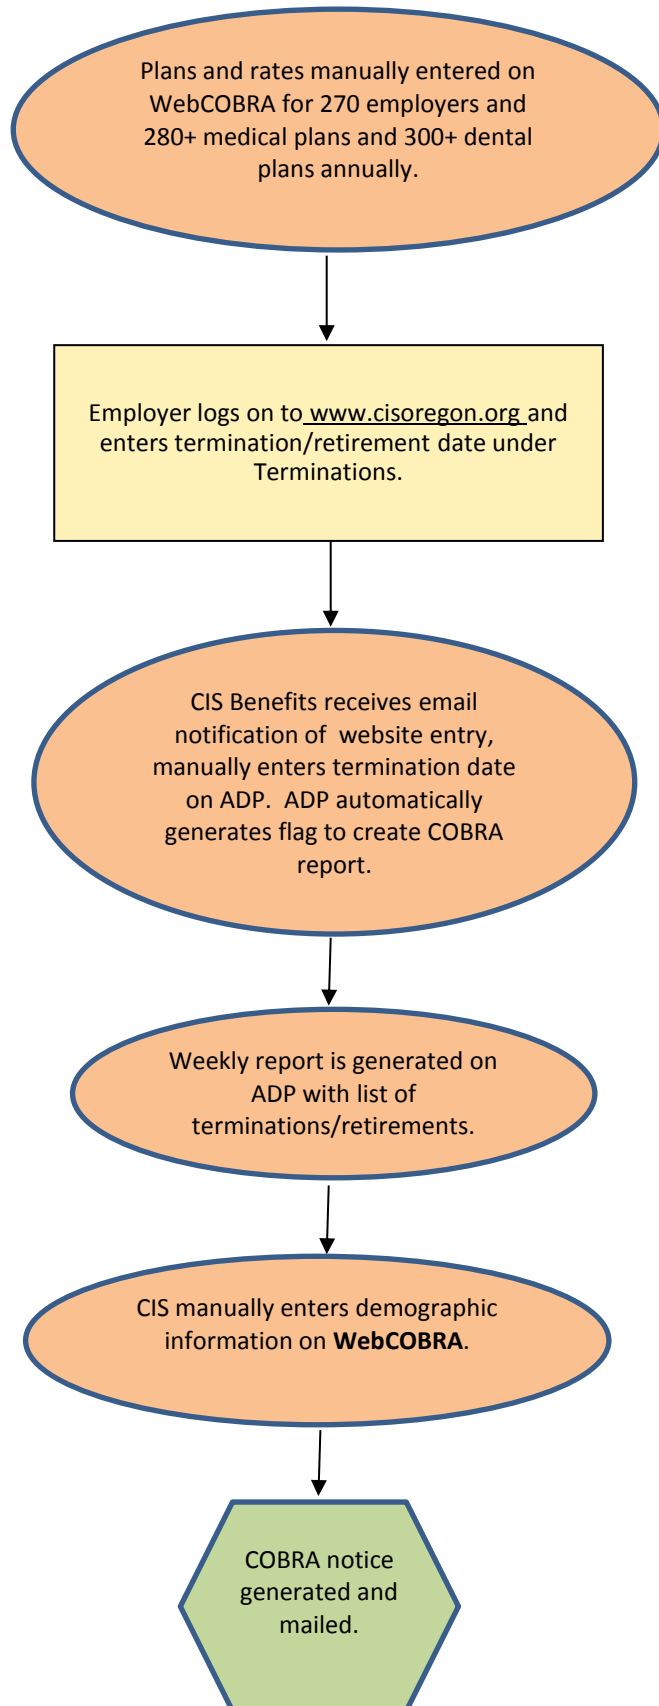 Plans and rates manually entered on
WebCOBRA for 270 employers and
280+ medical plans and 300+ dental
plans annually.
Employer logs on to www.cisoregon.org and
enters termination/retirement date under
Terminations.
CIS Benefits receives email
notification of website entry,
manually enters termination date
on ADP. ADP automatically
generates flag to create COBRA
report.
Weekly report is generated on
ADP with list of
terminations/retirements.
CIS manually enters demographic
information on WebCOBRA.
COBRA notice
generated and
mailed.